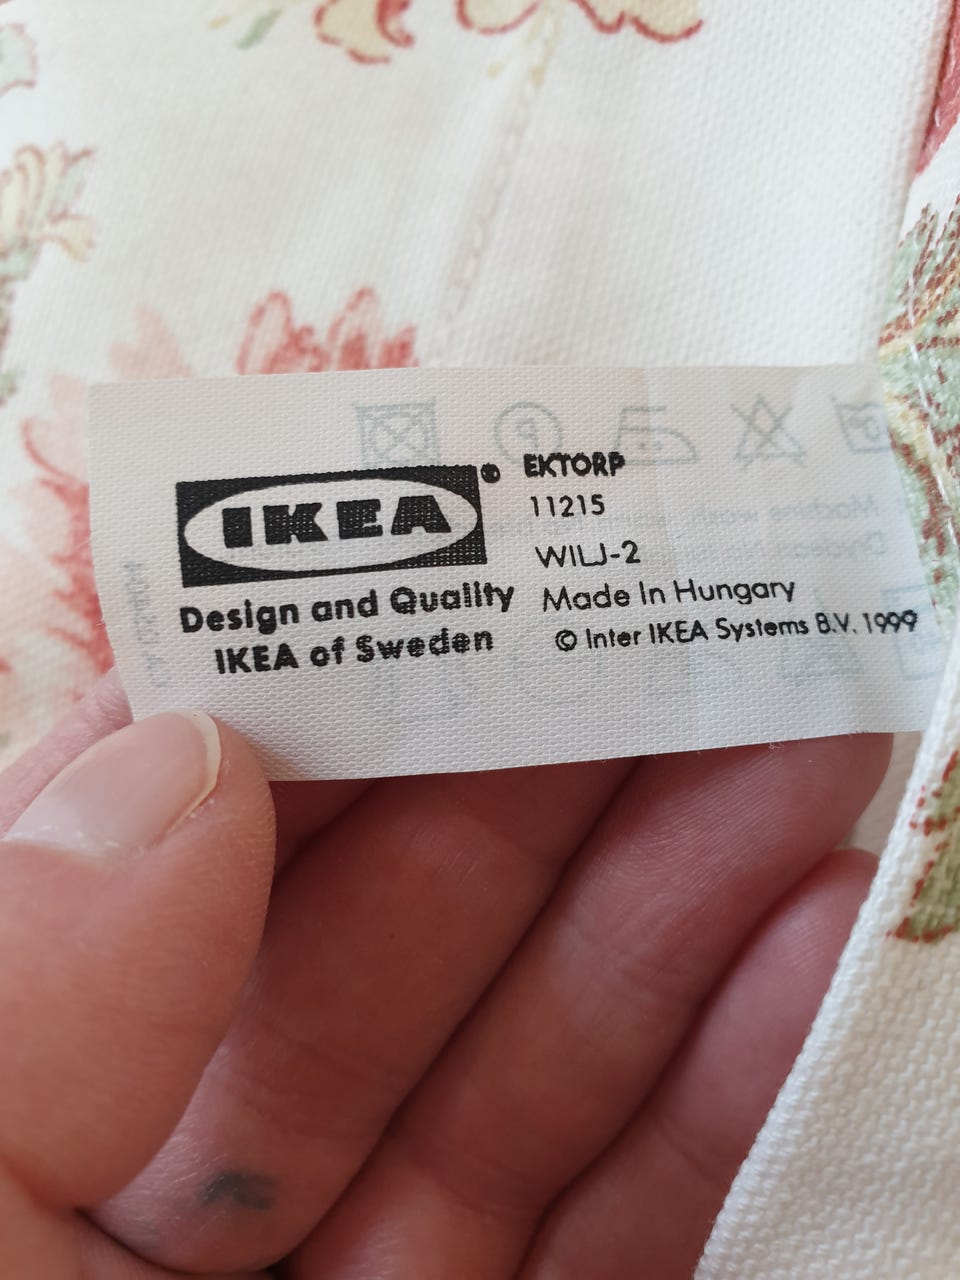 IKEA®
Design and Quality
IKEA of Sweden
EKTORP
11215
WILJ-2
Made in Hungary
© Inter IKEA Systems B.V. 1999